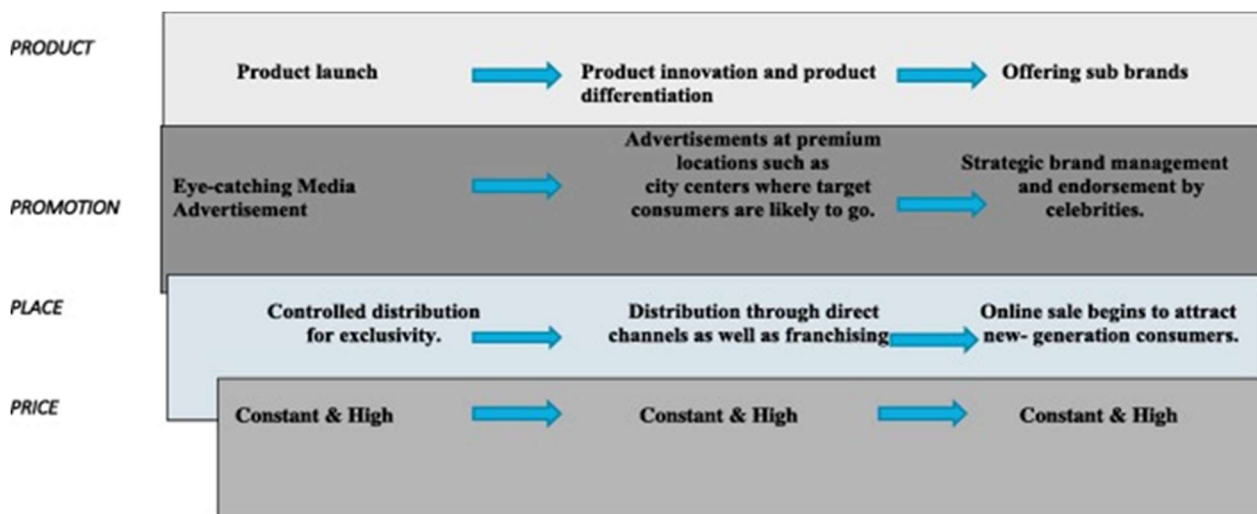 PRODUCT
Product launch
Product innovation and product
differentiation
Offering sub brands
PROMOTION
Eye-catching Media
Advertisement
Advertisements at premium
locations such as
city centers where target
consumers are likely to go.
Strategic brand management
and endorsement by
celebrities.
PLACE
Controlled distribution
for exclusivity.
Distribution through direct
channels as well as franchising
Online sale begins to attract
new- generation consumers.
PRICE
Constant & High
Constant & High
Constant & High